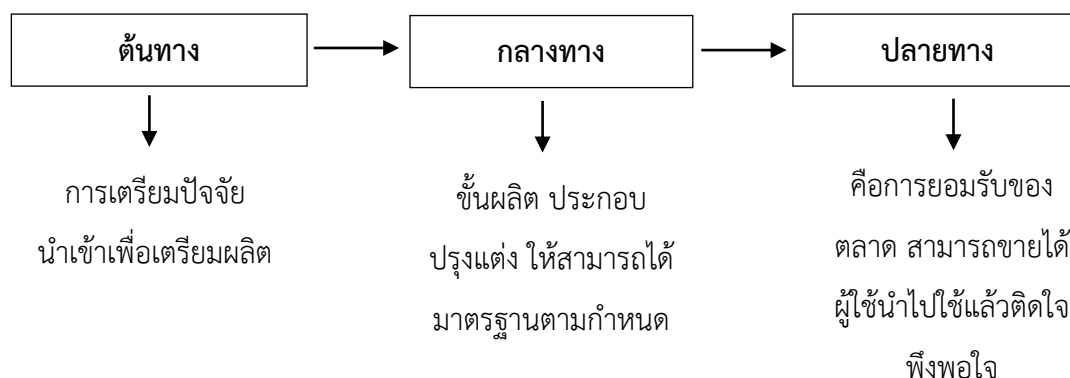 ต้นทาง
กลางทาง
ปลายทาง
การเตรียมปัจจัย
นำเข้าเพื่อเตรียมผลิต
ขั้นผลิต ประกอบ
ปรุงแต่ง ให้สามารถได้
มาตรฐานตามกำหนด
คือการยอมรับของ
ตลาด สามารถขายได้
ผู้ใช้นำไปใช้แล้วติดใจ
พึงพอใจ